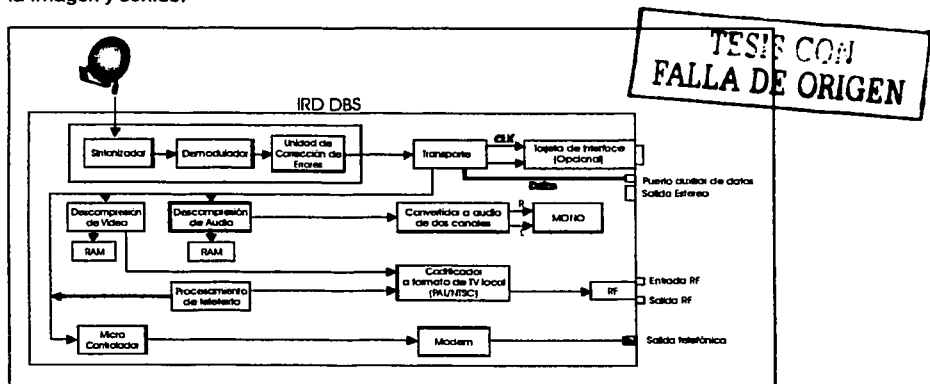 la imagen y sonido.
TESIS CON
FALLA DE ORIGEN
IRD DBS
Sintonizador
Demodulador
Unidad de
Corrección de
Errores
Transporte
CLK
Tarjeta de Interface
(Opcional)
Datos
Puerto auxiliar de datos
Salida Estereo
Descompresión
de Video
Descompresión
de Audio
Convertidor a audio
de dos canales
R
L
MONO
RAM
RAM
Codificador
a formato de TV local
(PAL/NTSC)
Procesamiento
de teletexto
RF
Entrada RF
Salida RF
Micro
Controlador
Modem
Salida telefónica